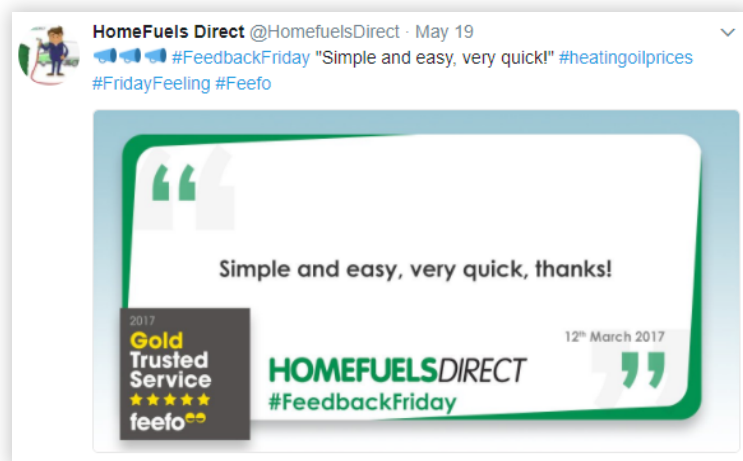 HomeFuels Direct @HomefuelsDirect · May 19
#FeedbackFriday "Simple and easy, very quick!" #heatingoilprices
#FridayFeeling #Feefo
Simple and easy, very quick, thanks!
12th March 2017
2017
Gold
Trusted
Service
feefo
HOMEFUELSDIRECT
#FeedbackFriday